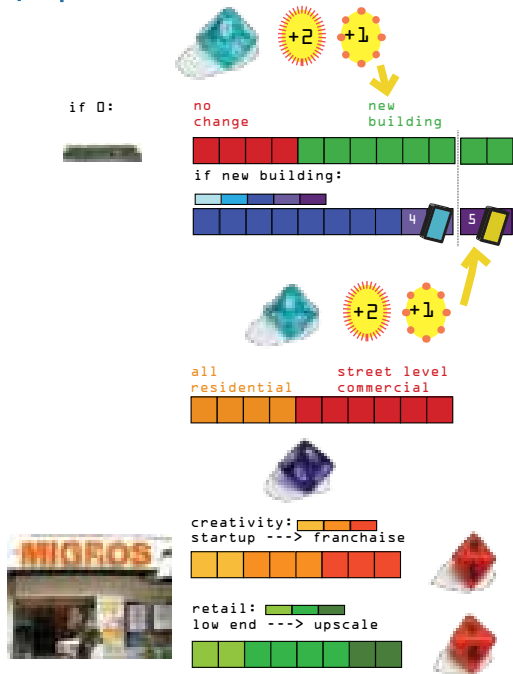 +2 +1
if 0:
no change
new building
if new building:
4 5
+2 +1
all residential
street level commercial
creativity:
startup ---> franchaise
MIGROS
retail:
low end ---> upscale